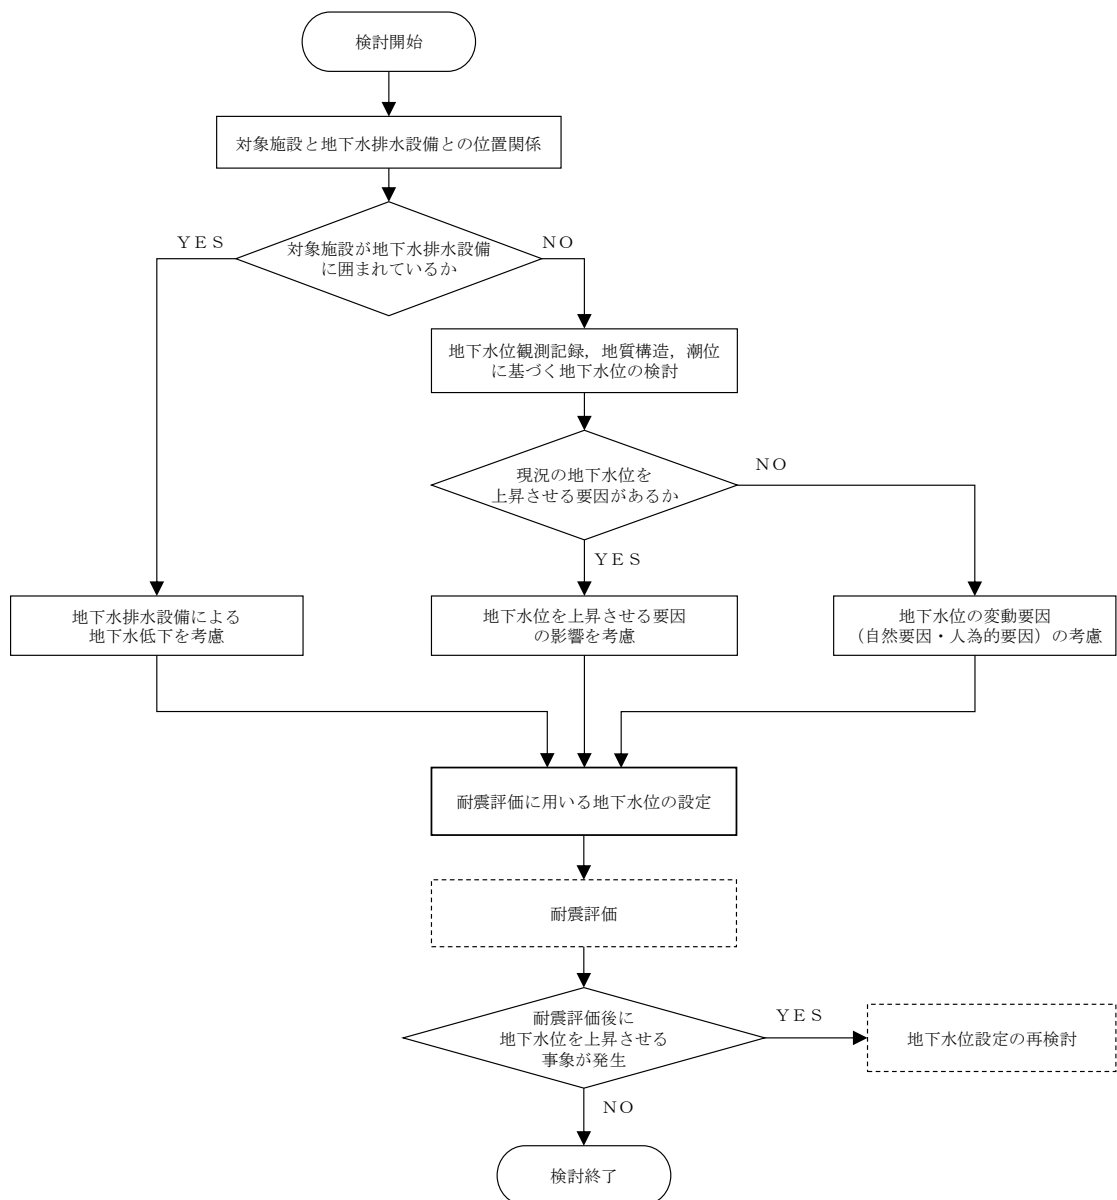 検討開始
対象施設と地下水排水設備との位置関係
対象施設が地下水排水設備
に囲まれているか
ＹＥＳ
ＮＯ
地下水位観測記録，地質構造，潮位
に基づく地下水位の検討
現況の地下水位を
上昇させる要因があるか
ＮＯ
ＹＥＳ
地下水排水設備による
地下水低下を考慮
地下水位を上昇させる要因
の影響を考慮
地下水位の変動要因
（自然要因・人為的要因）の考慮
耐震評価に用いる地下水位の設定
耐震評価
耐震評価後に
地下水位を上昇させる
事象が発生
ＹＥＳ
地下水位設定の再検討
ＮＯ
検討終了